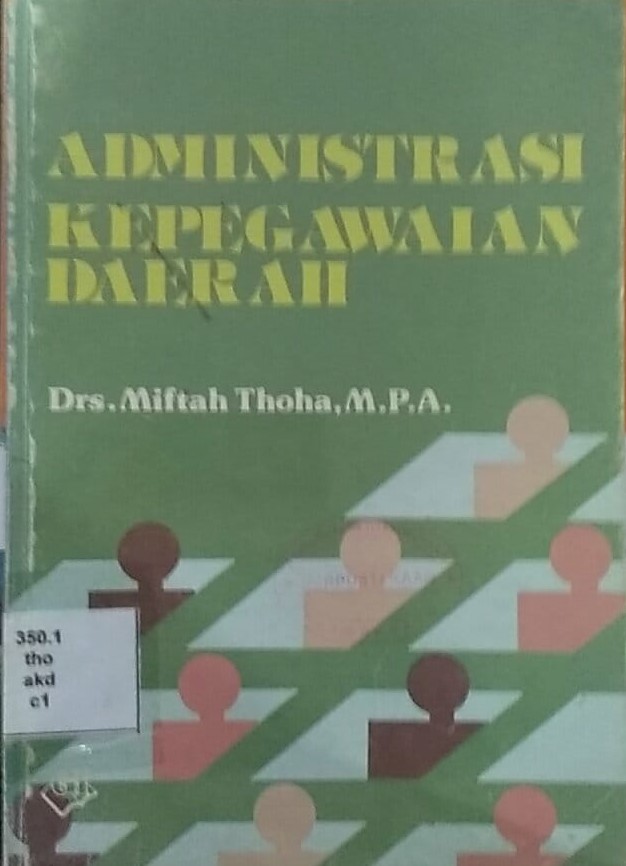 ADMINISTRASI
KEPEGAWAIAN
DAERAH
Drs. Miftah Thoha, M.P.A.
350.1
tho
akd
c1